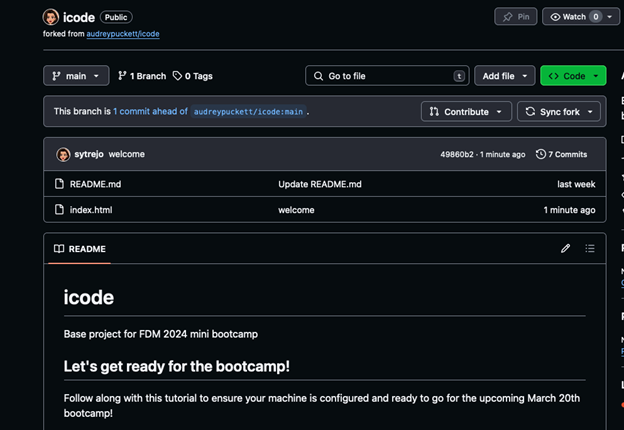 icode Public Pin Watch 0
forked from audreypuckett/icode
main 1 Branch 0 Tags Go to file t Add file Code
This branch is 1 commit ahead of audreypuckett/icode:main . Contribute Sync fork
sytrejo welcome 49860b2 · 1 minute ago 7 Commits
README.md Update README.md last week
index.html welcome 1 minute ago
README
icode
Base project for FDM 2024 mini bootcamp
Let's get ready for the bootcamp!
Follow along with this tutorial to ensure your machine is configured and ready to go for the upcoming March 20th
bootcamp!